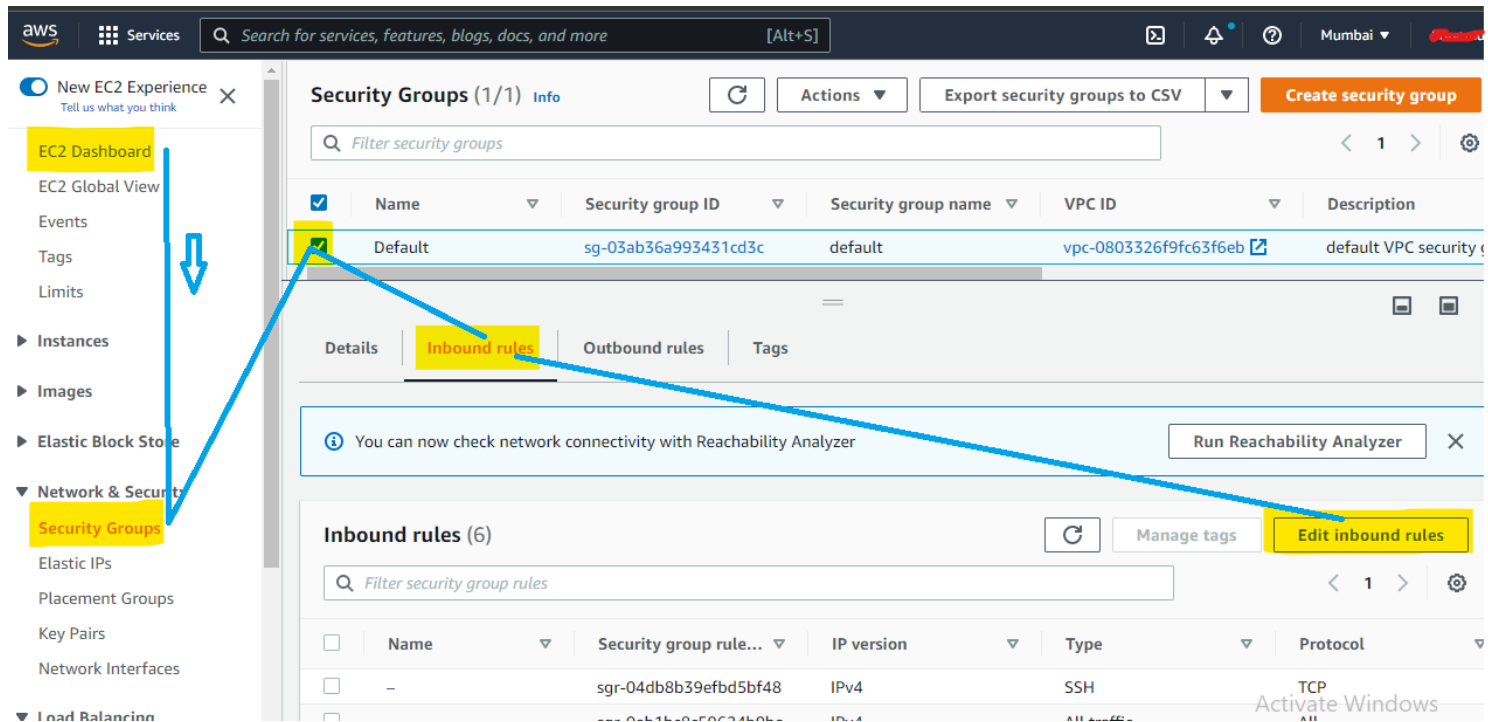 aws Services Search for services, features, blogs, docs, and more [Alt+S] Mumbai
New EC2 Experience
Tell us what you think
EC2 Dashboard
EC2 Global View
Events
Tags
Limits
Instances
Images
Elastic Block Store
Network & Security
Security Groups
Elastic IPs
Placement Groups
Key Pairs
Network Interfaces
Load Balancing
Security Groups (1/1) Info Actions Export security groups to CSV Create security group
Filter security groups 1
Name Security group ID Security group name VPC ID Description
Default sg-03ab36a993431cd3c default vpc-0803326f9fc63f6eb default VPC security
Details Inbound rules Outbound rules Tags
You can now check network connectivity with Reachability Analyzer Run Reachability Analyzer
Inbound rules (6) Manage tags Edit inbound rules
Filter security group rules 1
Name Security group rule... IP version Type Protocol
– sgr-04db8b39efbd5bf48 IPv4 SSH TCP
IPv4 All traffic All
Activate Windows